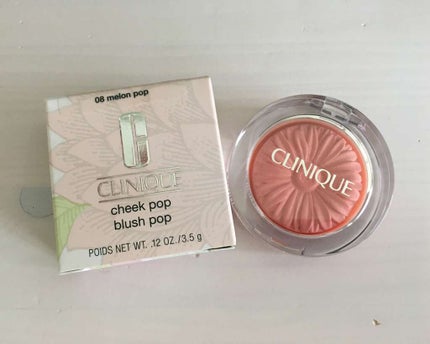 08 melon pop
CLINIQUE
cheek pop
blush pop
POIDS NET WT. .12 OZ./3.5 g
CLINIQUE